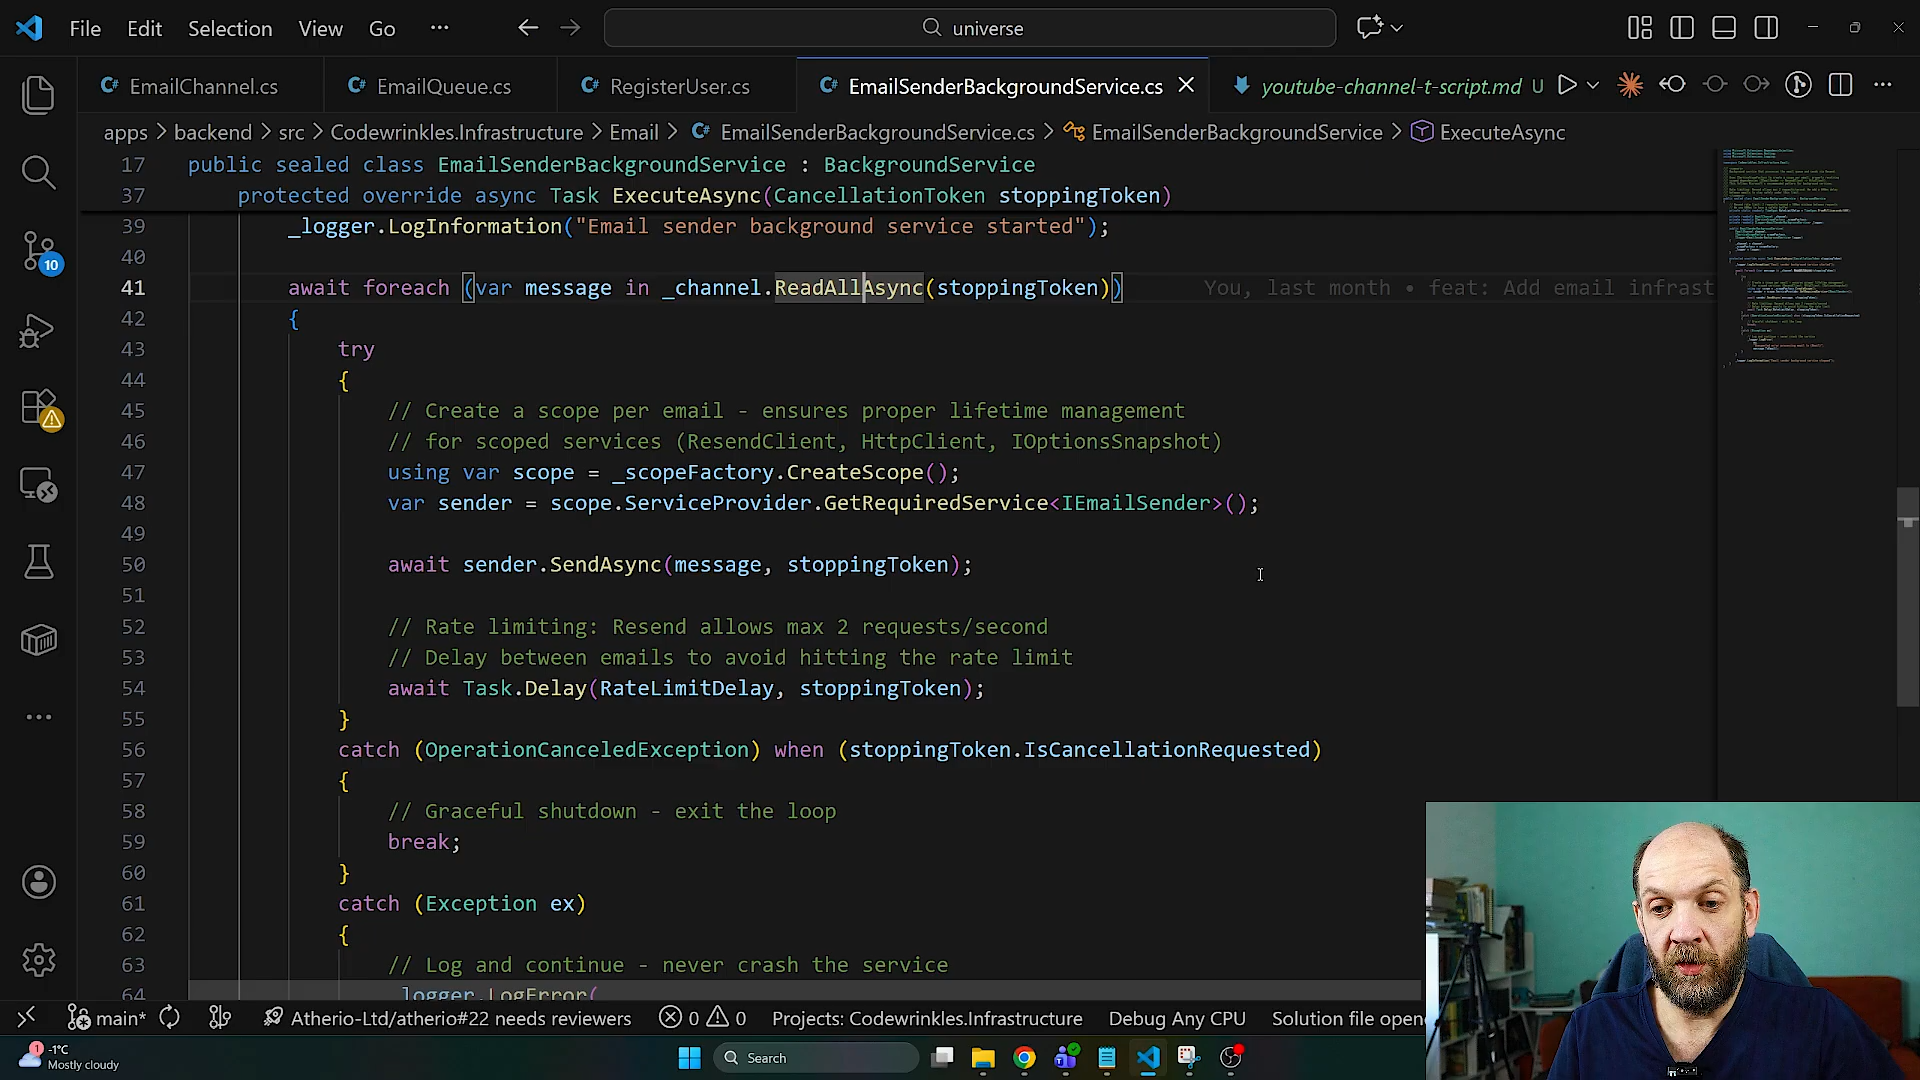 File Edit Selection View Go ··· universe
EmailChannel.cs EmailQueue.cs RegisterUser.cs EmailSenderBackgroundService.cs youtube-channel-t-script.md U
apps > backend > src > Codewrinkles.Infrastructure > Email > EmailSenderBackgroundService.cs > EmailSenderBackgroundService > ExecuteAsync
17 public sealed class EmailSenderBackgroundService : BackgroundService
37 protected override async Task ExecuteAsync(CancellationToken stoppingToken)
39 _logger.LogInformation("Email sender background service started");
40
41 await foreach (var message in _channel.ReadAllAsync(stoppingToken)) You, last month • feat: Add email infrast
42 {
43 try
44 {
45 // Create a scope per email - ensures proper lifetime management
46 // for scoped services (ResendClient, HttpClient, IOptionsSnapshot)
47 using var scope = _scopeFactory.CreateScope();
48 var sender = scope.ServiceProvider.GetRequiredService<IEmailSender>();
49
50 await sender.SendAsync(message, stoppingToken);
51
52 // Rate limiting: Resend allows max 2 requests/second
53 // Delay between emails to avoid hitting the rate limit
54 await Task.Delay(RateLimitDelay, stoppingToken);
55 }
56 catch (OperationCanceledException) when (stoppingToken.IsCancellationRequested)
57 {
58 // Graceful shutdown - exit the loop
59 break;
60 }
61 catch (Exception ex)
62 {
63 // Log and continue - never crash the service
64 _logger.LogError(
10
main* Atherio-Ltd/atherio#22 needs reviewers 0 0 Projects: Codewrinkles.Infrastructure Debug Any CPU Solution file open
1 -1°C
Mostly cloudy
Search